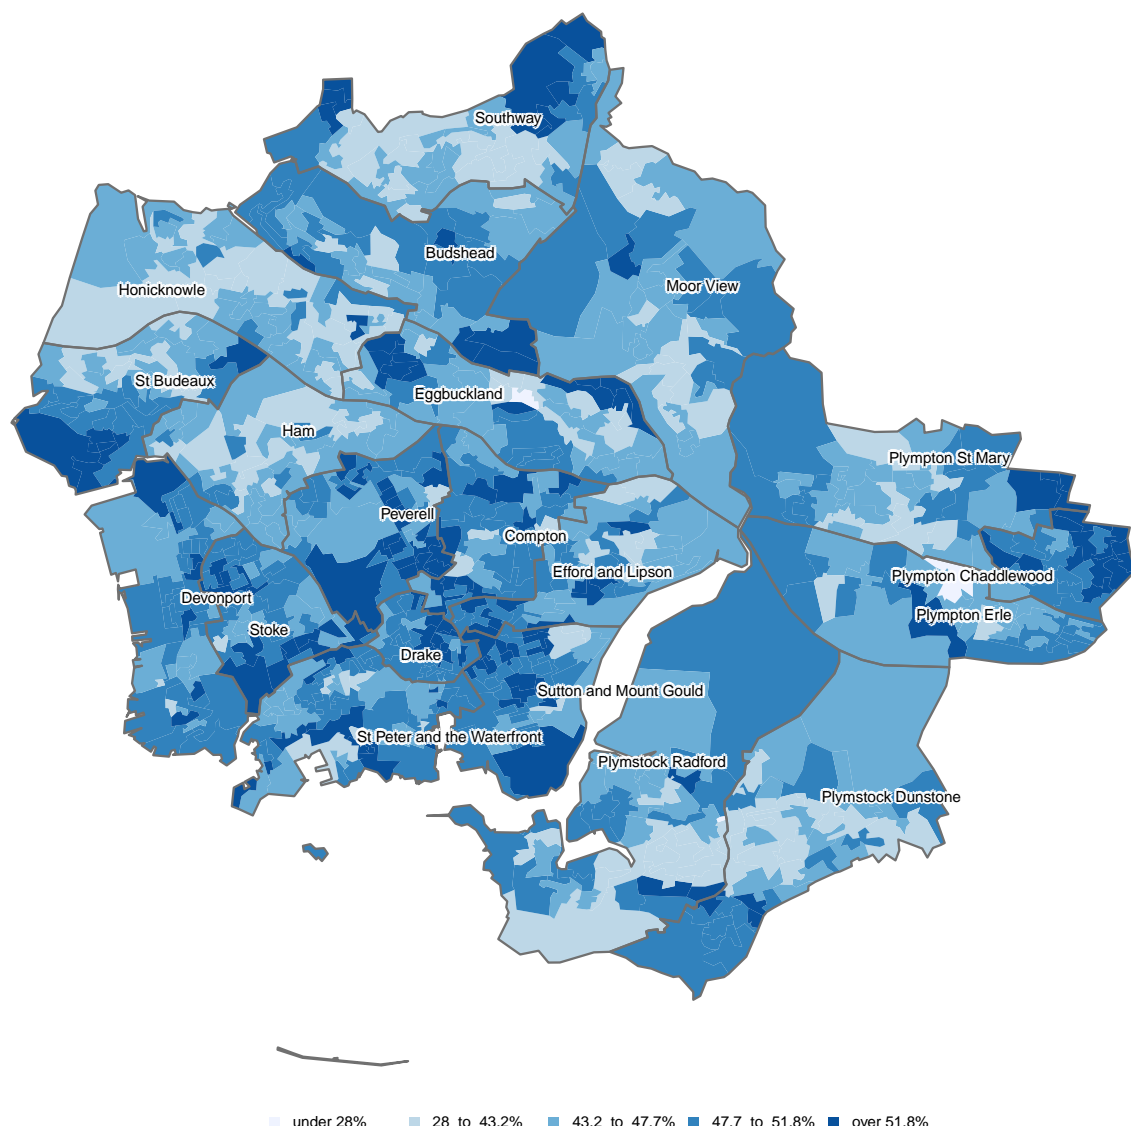 Southway
Budshead
Moor View
Honicknowle
St Budeaux
Eggbuckland
Ham
Plympton St Mary
Peverell
Compton
Efford and Lipson
Plympton Chaddlewood
Devonport
Plympton Erle
Stoke
Drake
Sutton and Mount Gould
St Peter and the Waterfront
Plymstock Radford
Plymstock Dunstone
under 28% 28 to 43.2% 43.2 to 47.7% 47.7 to 51.8% over 51.8%